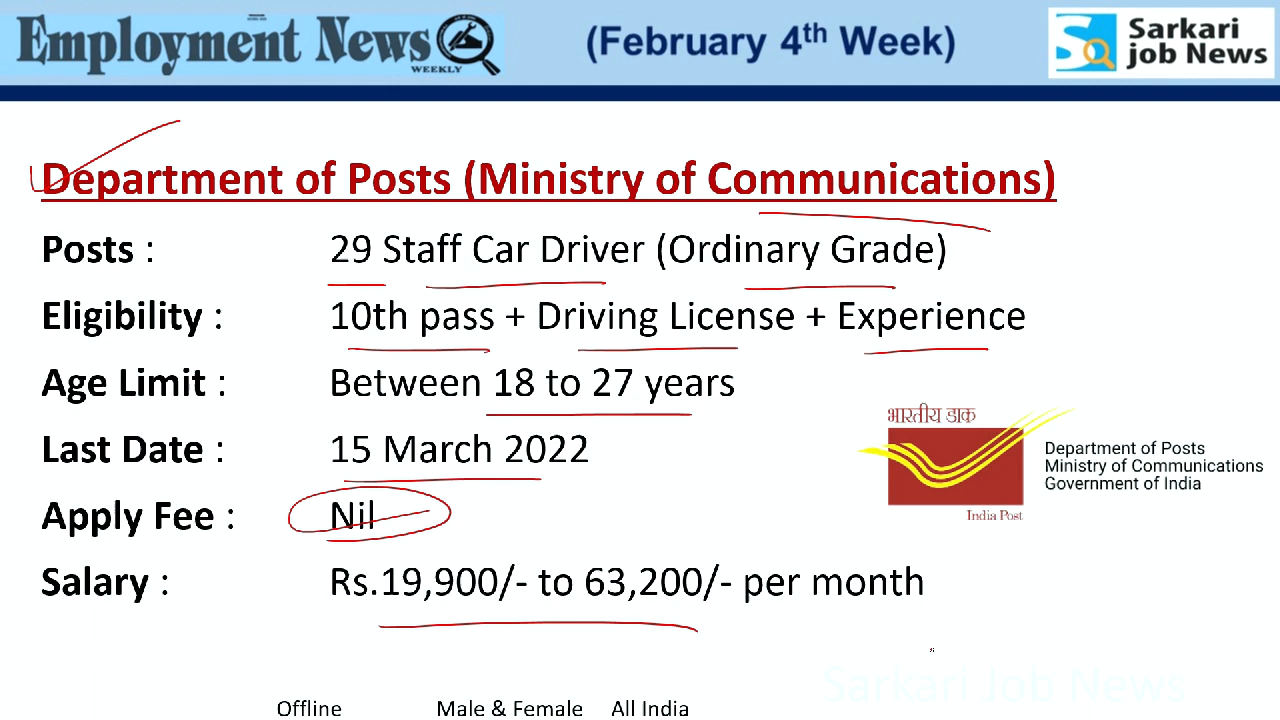 Employment News
WEEKLY
(February 4th Week)
Sarkari
Job News
Department of Posts (Ministry of Communications)
Posts : 29 Staff Car Driver (Ordinary Grade)
Eligibility : 10th pass + Driving License + Experience
Age Limit : Between 18 to 27 years
Last Date : 15 March 2022
Apply Fee : Nil
Salary : Rs.19,900/- to 63,200/- per month
भारतीय डाक
India Post
Department of Posts
Ministry of Communications
Government of India
Sarkari Job News
Offline Male & Female All India